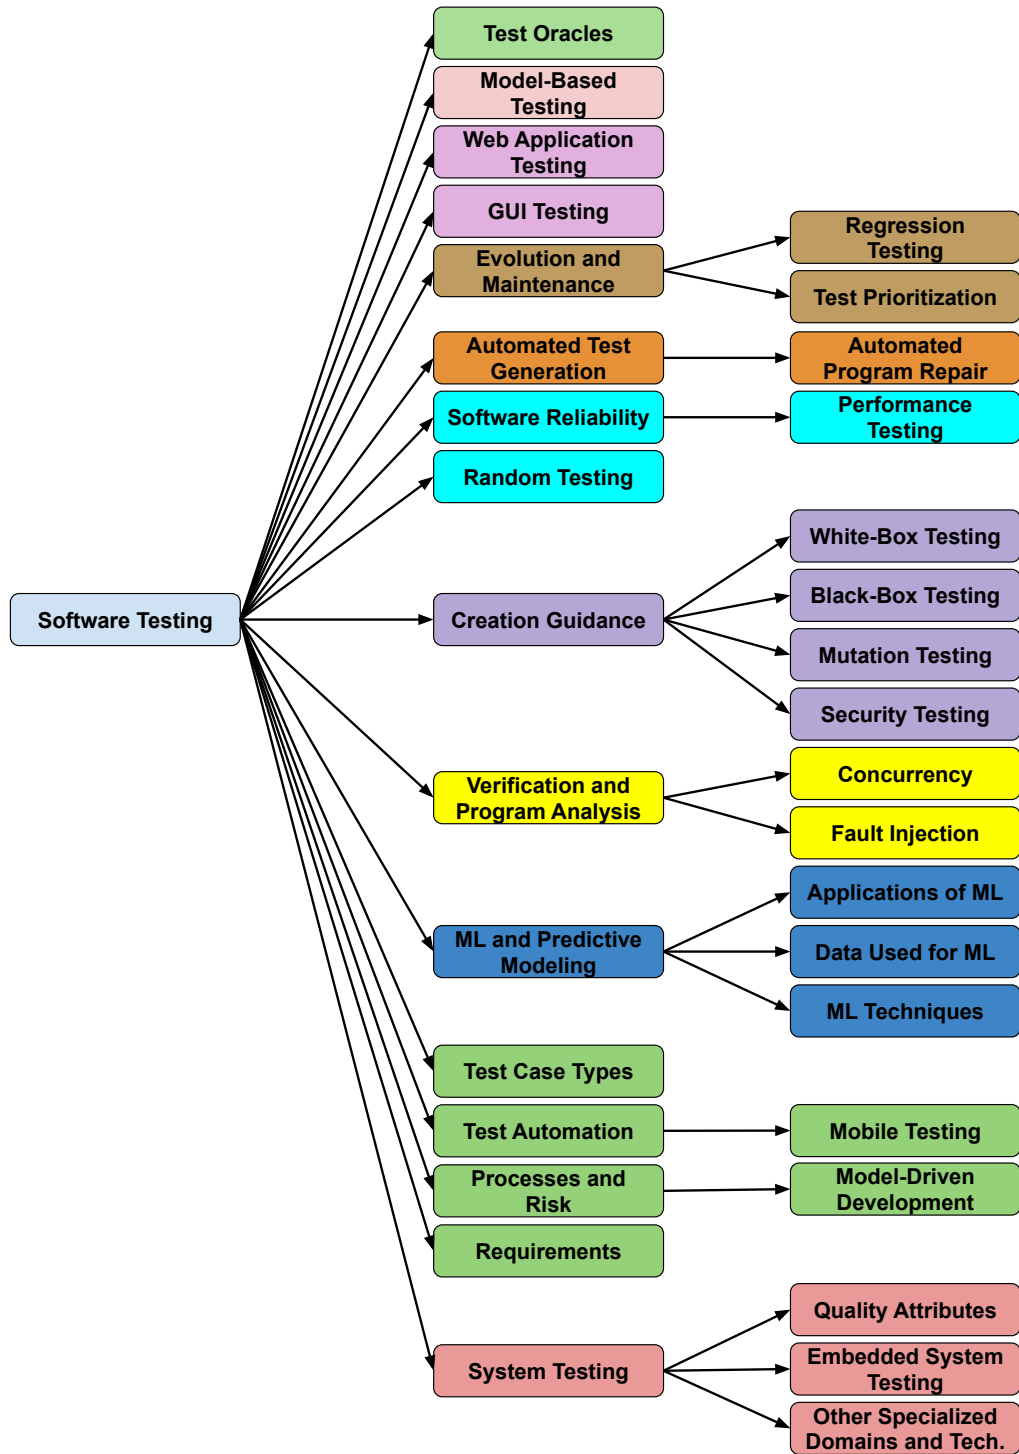 Test Oracles
Model-Based
Testing
Web Application
Testing
GUI Testing
Evolution and
Maintenance
Regression
Testing
Test Prioritization
Automated Test
Generation
Automated
Program Repair
Software Reliability
Performance
Testing
Random Testing
Software Testing
Creation Guidance
White-Box Testing
Black-Box Testing
Mutation Testing
Security Testing
Verification and
Program Analysis
Concurrency
Fault Injection
ML and Predictive
Modeling
Applications of ML
Data Used for ML
ML Techniques
Test Case Types
Test Automation
Mobile Testing
Processes and
Risk
Model-Driven
Development
Requirements
System Testing
Quality Attributes
Embedded System
Testing
Other Specialized
Domains and Tech.